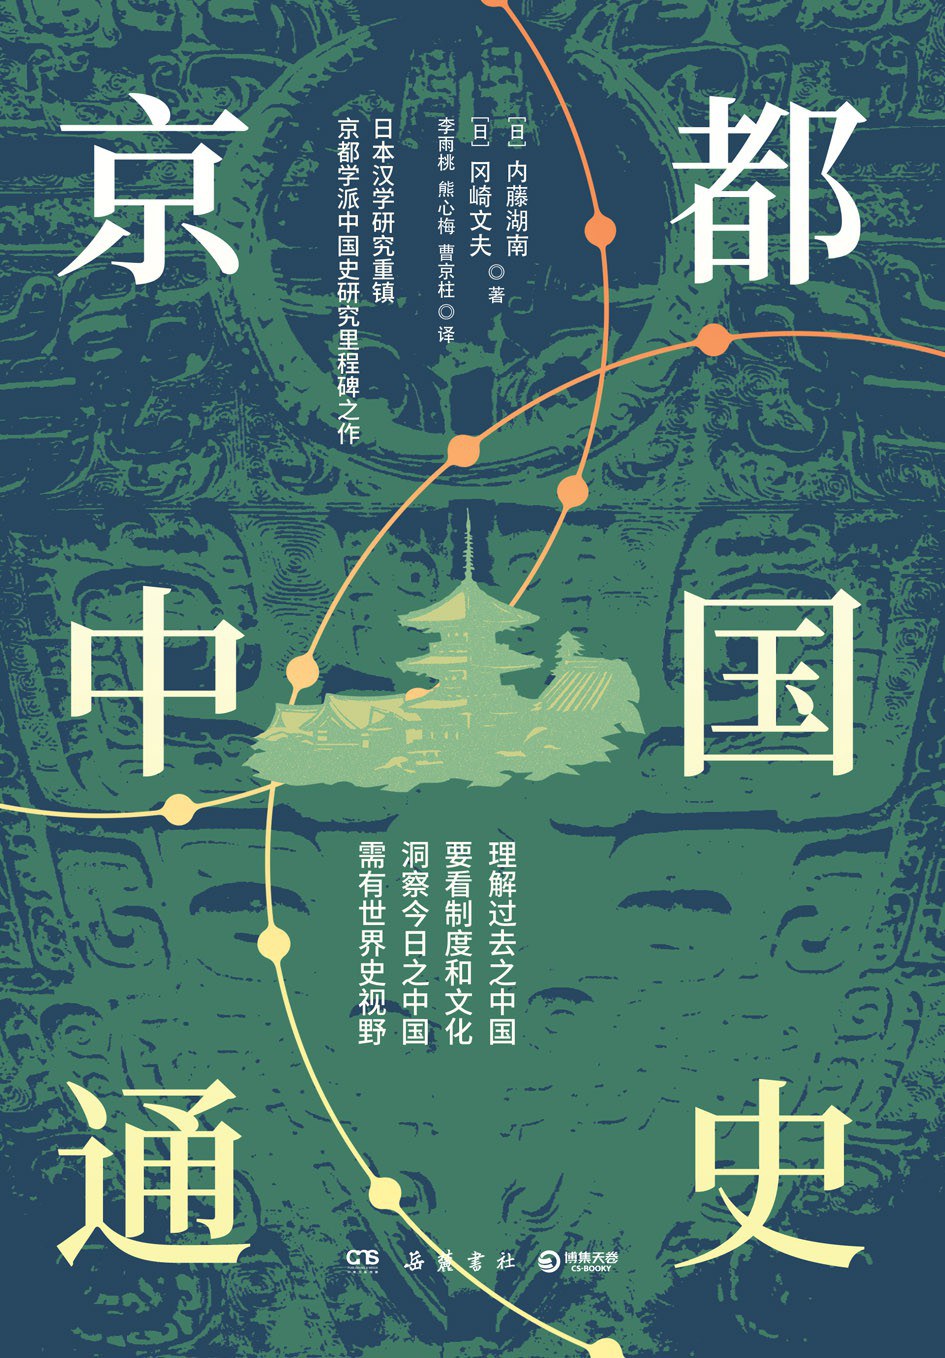 京都
中国
通史
[日] 内藤湖南
[日] 冈崎文夫
◎著
李雨桃 熊心梅 曹京柱◎译
日本汉学研究重镇
京都学派中国史研究里程碑之作
理解过去之中国
要看制度和文化
洞察今日之中国
需有世界史视野
岳麓书社
博集天卷
CS-BOOKY